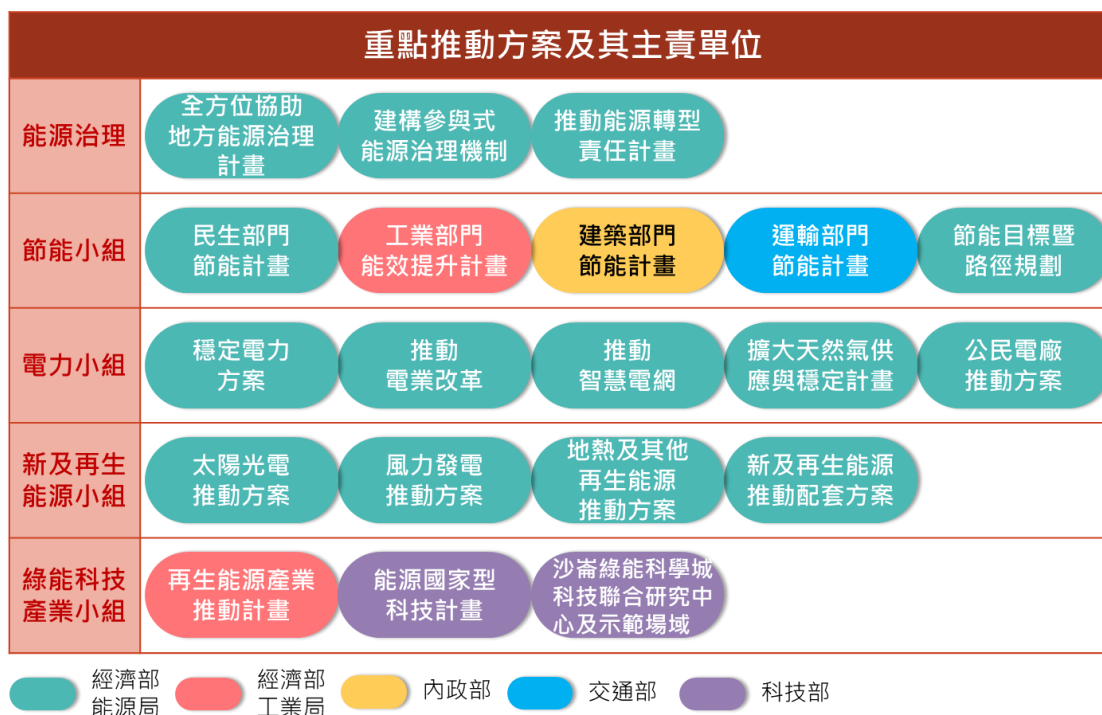 重點推動方案及其主責單位
能源治理
全方位協助
地方能源治理
計畫
建構參與式
能源治理機制
推動能源轉型
責任計畫
節能小組
民生部門
節能計畫
工業部門
能效提升計畫
建築部門
節能計畫
運輸部門
節能計畫
節能目標暨
路徑規劃
電力小組
穩定電力
方案
推動
電業改革
推動
智慧電網
擴大天然氣供
應與穩定計畫
公民電廠
推動方案
新及再生
能源小組
太陽光電
推動方案
風力發電
推動方案
地熱及其他
再生能源
推動方案
新及再生能源
推動配套方案
綠能科技
產業小組
再生能源產業
推動計畫
能源國家型
科技計畫
沙崙綠能科學城
科技聯合研究中
心及示範場域
經濟部
能源局
經濟部
工業局
內政部
交通部
科技部